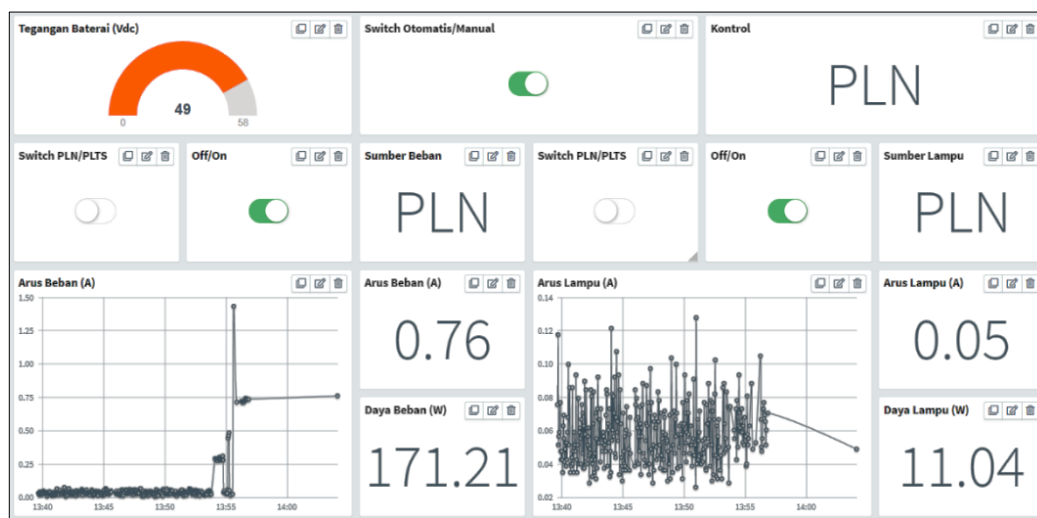 Tegangan Baterai (Vdc)
49
0
58
Switch Otomatis/Manual
Kontrol
PLN
Switch PLN/PLTS
Off/On
Sumber Beban
PLN
Switch PLN/PLTS
Off/On
Sumber Lampu
PLN
Arus Beban (A)
1.50
1.25
1.00
0.75
0.50
0.25
0.00
13:40
13:45
13:50
13:55
14:00
Arus Beban (A)
0.76
Daya Beban (W)
171.21
Arus Lampu (A)
0.14
0.12
0.10
0.08
0.06
0.04
0.02
13:40
13:45
13:50
13:55
14:00
Arus Lampu (A)
0.05
Daya Lampu (W)
11.04